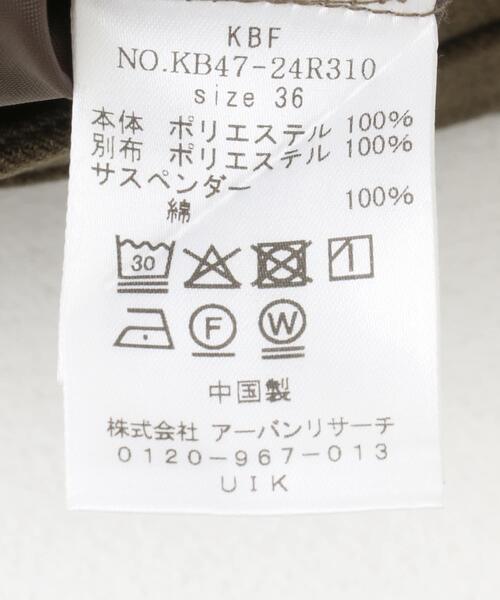 KBF
NO.KB47-24R310
size 36
本体 ポリエステル 100%
別布 ポリエステル 100%
サスペンダー
綿 100%
30
F W
中国製
株式会社 アーバンリサーチ
0120-967-013
UIK